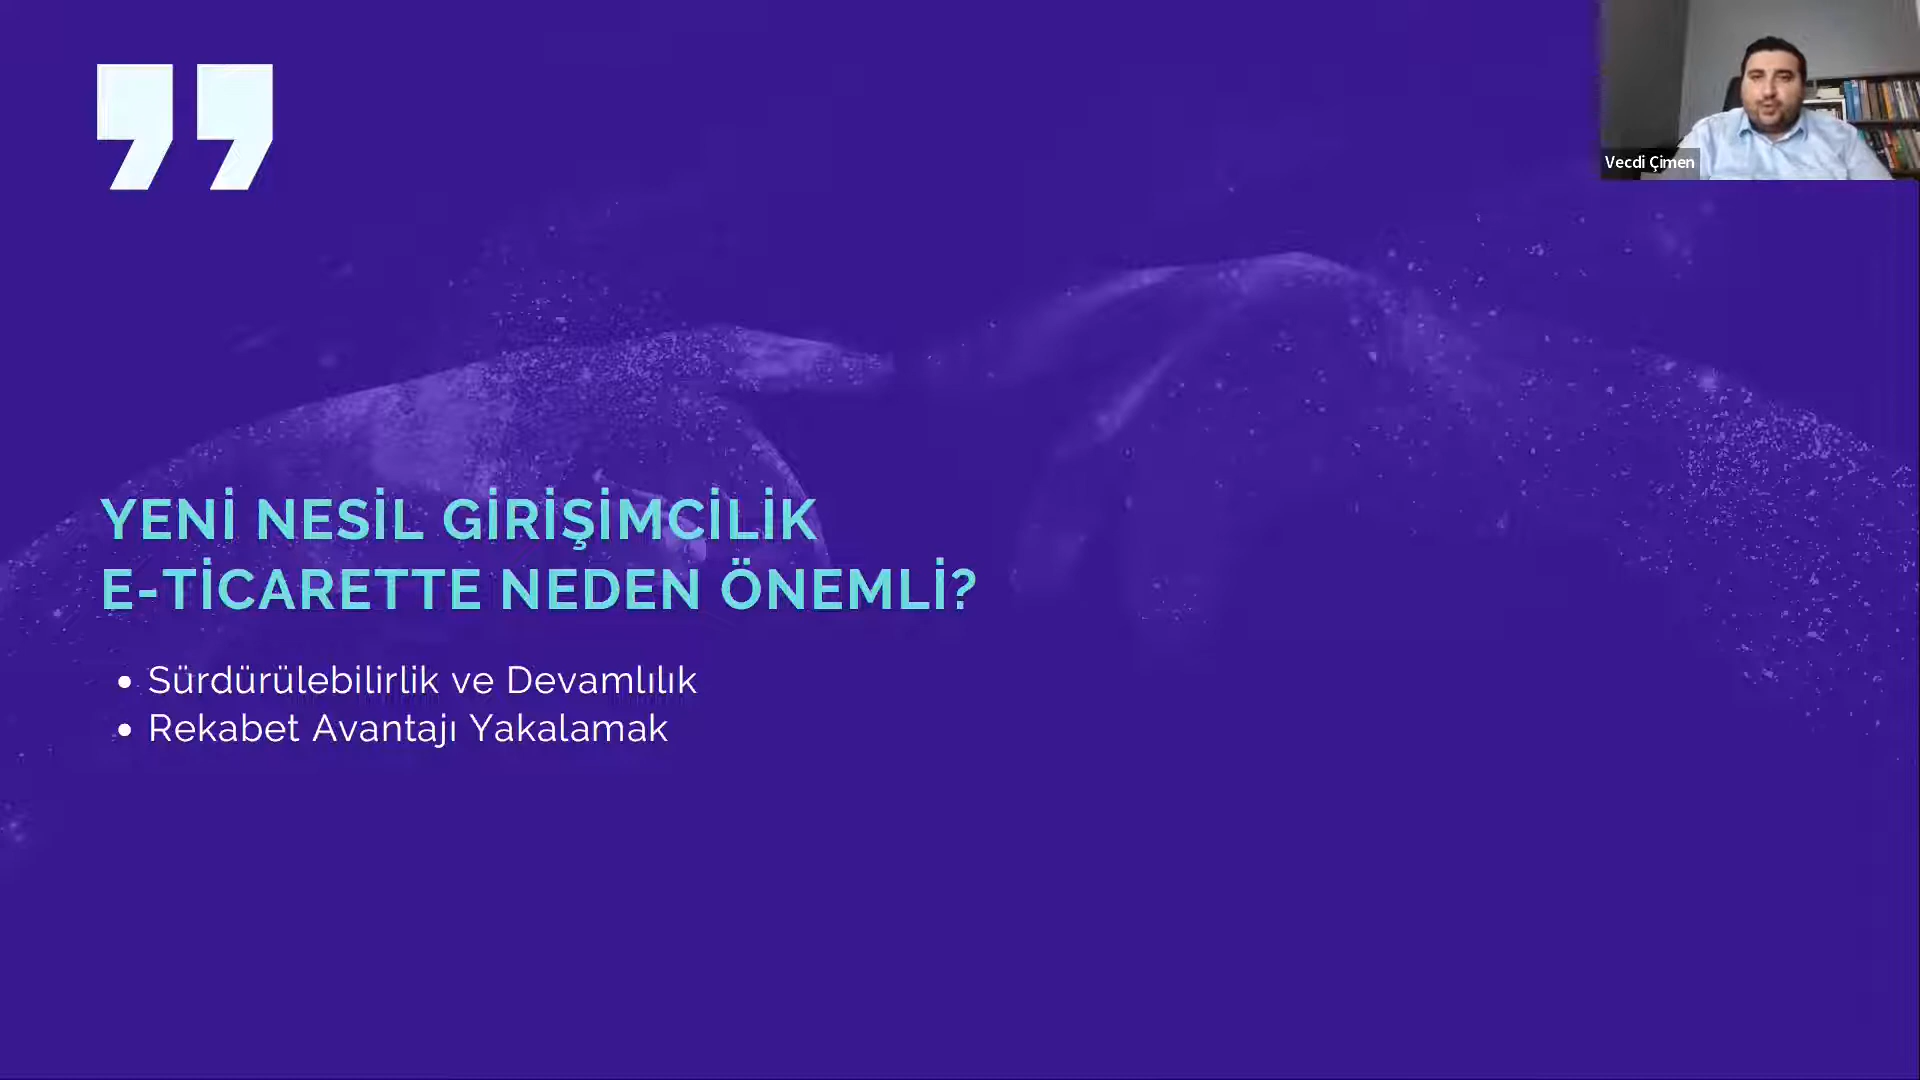 Vecdi Çimen
YENİ NESİL GİRİŞİMCİLİK
E-TİCARETTE NEDEN ÖNEMLİ?
• Sürdürülebilirlik ve Devamlılık
• Rekabet Avantajı Yakalamak